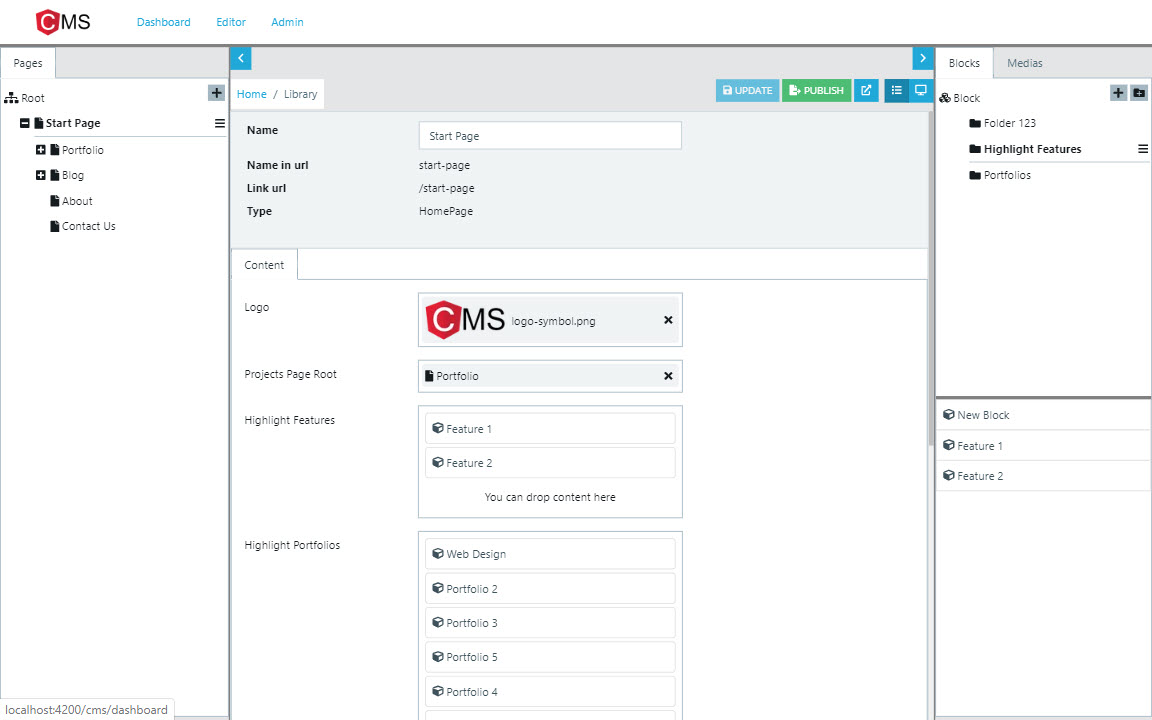 CMS Dashboard Editor Admin
Pages
Root
Start Page
Portfolio
Blog
About
Contact Us
localhost:4200/cms/dashboard
Home / Library
UPDATE PUBLISH
Name Start Page
Name in url start-page
Link url /start-page
Type HomePage
Content
Logo CMS logo-symbol.png
Projects Page Root Portfolio
Highlight Features
Feature 1
Feature 2
You can drop content here
Highlight Portfolios
Web Design
Portfolio 2
Portfolio 3
Portfolio 5
Portfolio 4
Blocks Medias
Block
Folder 123
Highlight Features
Portfolios
New Block
Feature 1
Feature 2